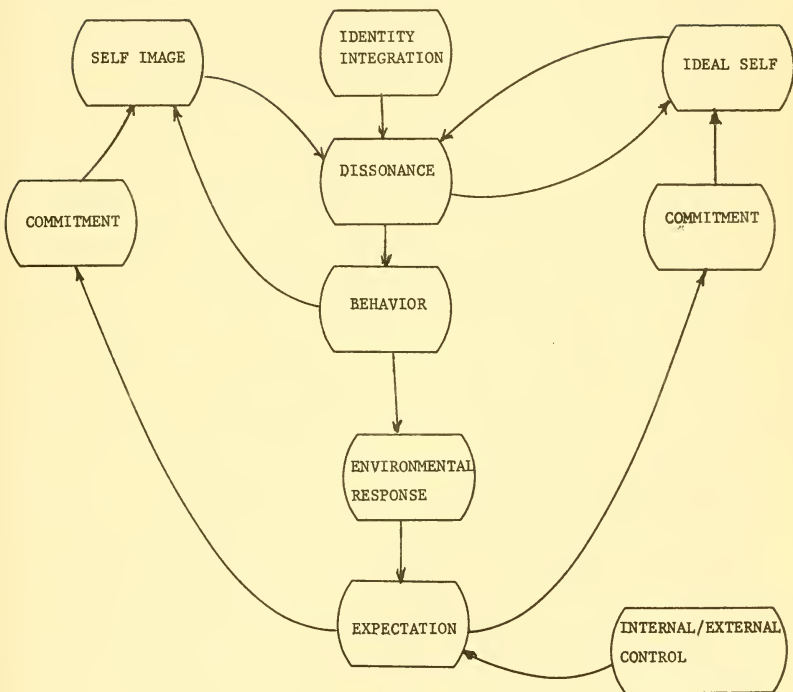 SELF IMAGE
IDENTITY
INTEGRATION
IDEAL SELF
DISSONANCE
COMMITMENT
COMMITMENT
BEHAVIOR
ENVIRONMENTAL
RESPONSE
EXPECTATION
INTERNAL/EXTERNAL
CONTROL